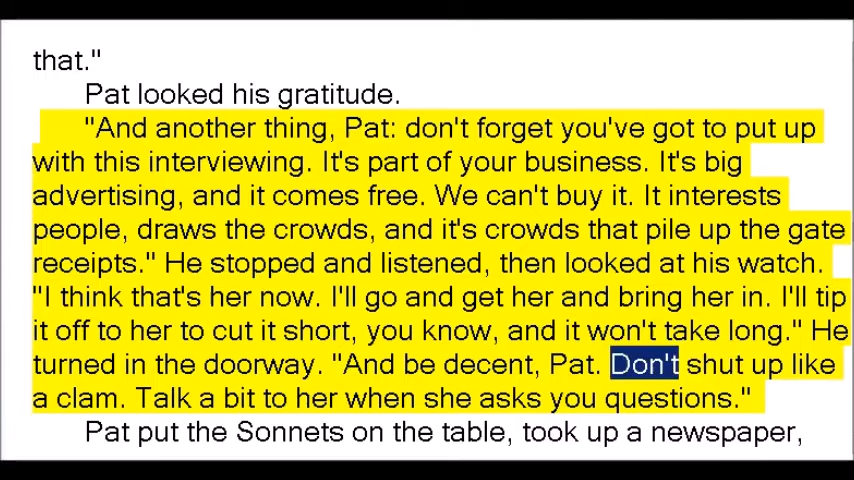 that."
Pat looked his gratitude.
"And another thing, Pat: don't forget you've got to put up
with this interviewing. It's part of your business. It's big
advertising, and it comes free. We can't buy it. It interests
people, draws the crowds, and it's crowds that pile up the gate
receipts." He stopped and listened, then looked at his watch.
"I think that's her now. I'll go and get her and bring her in. I'll tip
it off to her to cut it short, you know, and it won't take long." He
turned in the doorway. "And be decent, Pat. Don't shut up like
a clam. Talk a bit to her when she asks you questions."
Pat put the Sonnets on the table, took up a newspaper,